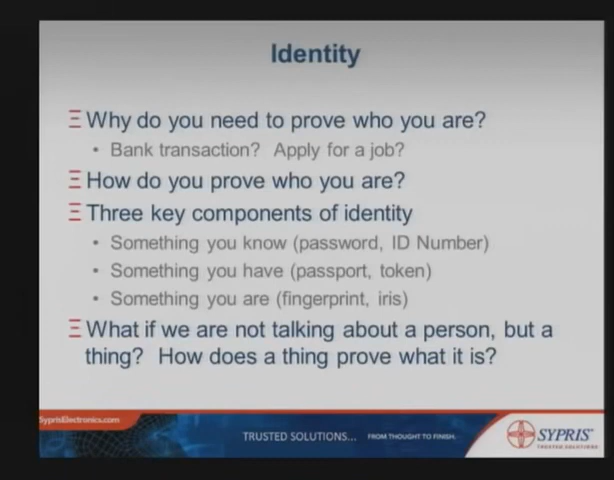 Identity
Ξ Why do you need to prove who you are?
• Bank transaction? Apply for a job?
Ξ How do you prove who you are?
Ξ Three key components of identity
• Something you know (password, ID Number)
• Something you have (passport, token)
• Something you are (fingerprint, iris)
Ξ What if we are not talking about a person, but a
thing? How does a thing prove what it is?
SyprisElectronics.com
TRUSTED SOLUTIONS... FROM THOUGHT TO FINISH.
SYPRIS
TRUSTED SOLUTIONS